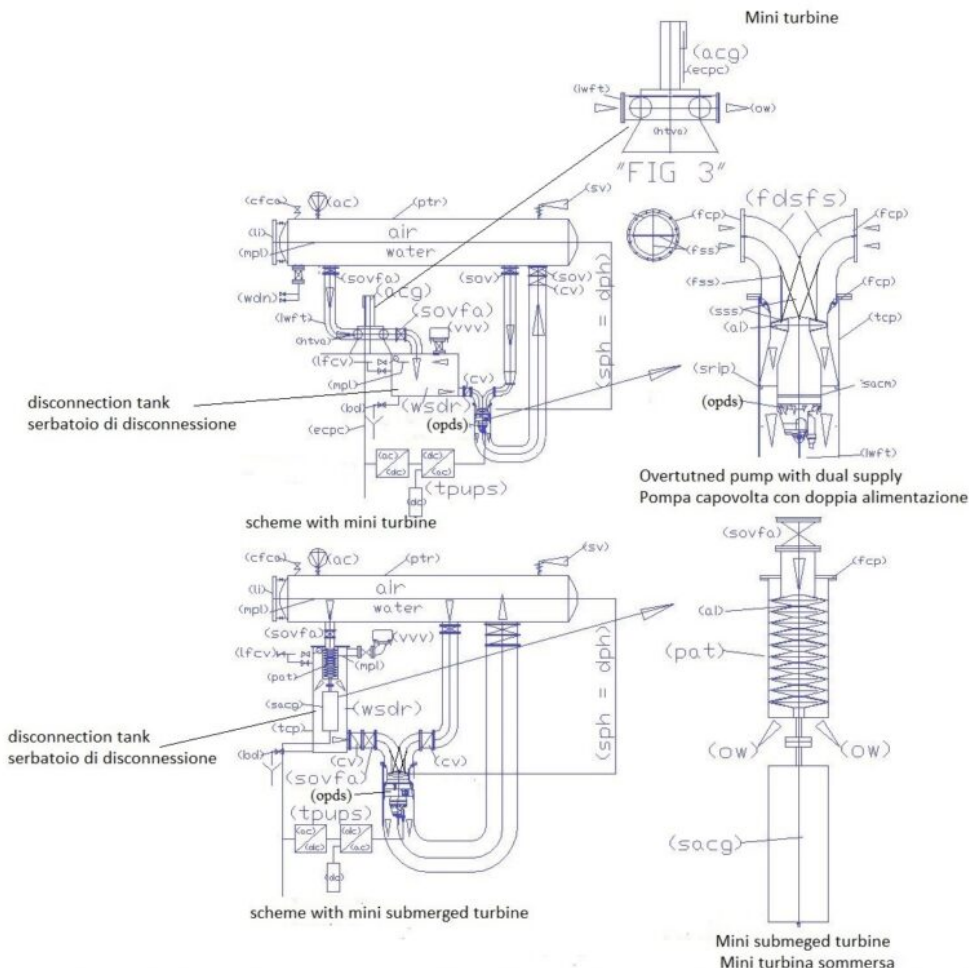 Mini turbine
(acg)
(ecpc)
(lwft)
(ow)
(htva)
"FIG 3"
(fdsfs)
(fcp)
(fcp)
(fss)
(fss)
(fcp)
(sss)
(al)
(tcp)
(srip)
(sacm)
(opds)
(lwft)
Overtutned pump with dual supply
Pompa capovolta con doppia alimentazione
(cfca)
(ac)
(ptr)
(sv)
(li)
air
(mpl)
water
(wdn)
(sovfa)
(sov)
(sov)
(cv)
(acg)
(sovfa)
(lwft)
(vvv)
(htva)
(lfcv)
(mpl)
(cv)
(sph = dph)
disconnection tank
serbatoio di disconnessione
(bd)
(wsdr)
(opds)
(ecpc)
(ac)
(dc)
(dc)
(ac)
(tpups)
(dc)
scheme with mini turbine
(cfca)
(ac)
(ptr)
(sv)
(li)
air
(mpl)
water
(sovfa)
(vvv)
(lfcv)
(mpl)
(pat)
(sacg)
(wsdr)
(tcp)
(sph = dph)
disconnection tank
serbatoio di disconnessione
(bd)
(cv)
(cv)
(sovfa)
(opds)
(tpups)
(ac)
(dc)
(dc)
(ac)
(dc)
scheme with mini submerged turbine
(sovfa)
(fcp)
(al)
(pat)
(ow)
(ow)
(sacg)
Mini submeged turbine
Mini turbina sommersa